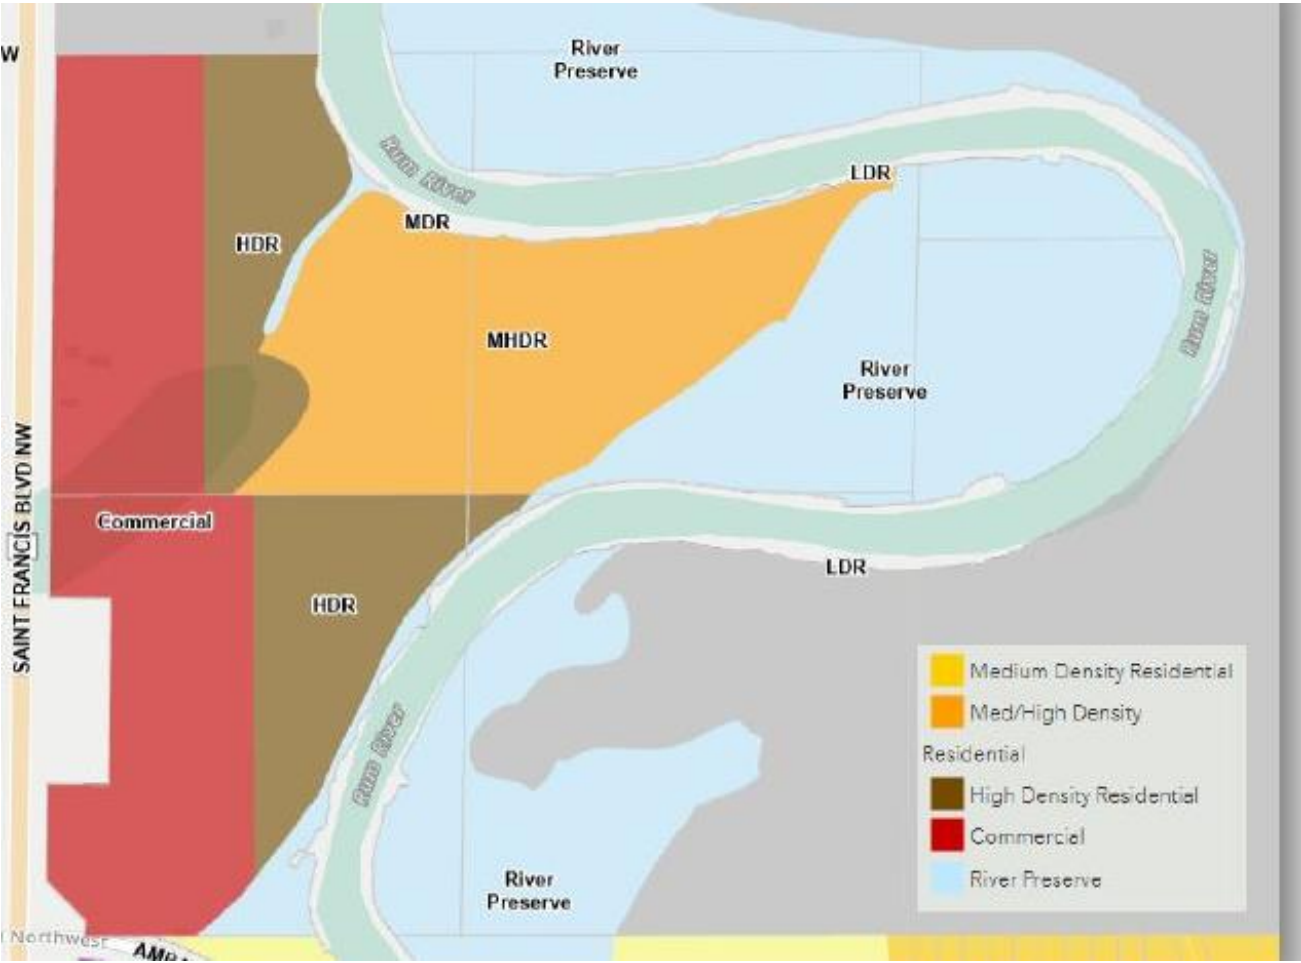 W
River
Preserve
Rum River
LDR
MDR
HDR
MHDR
Rum River
River
Preserve
SAINT FRANCIS BLVD NW
Commercial
LDR
HDR
Medium Density Residential
Med/High Density
Residential
High Density Residential
Commercial
River Preserve
Rum River
River
Preserve
Northwest